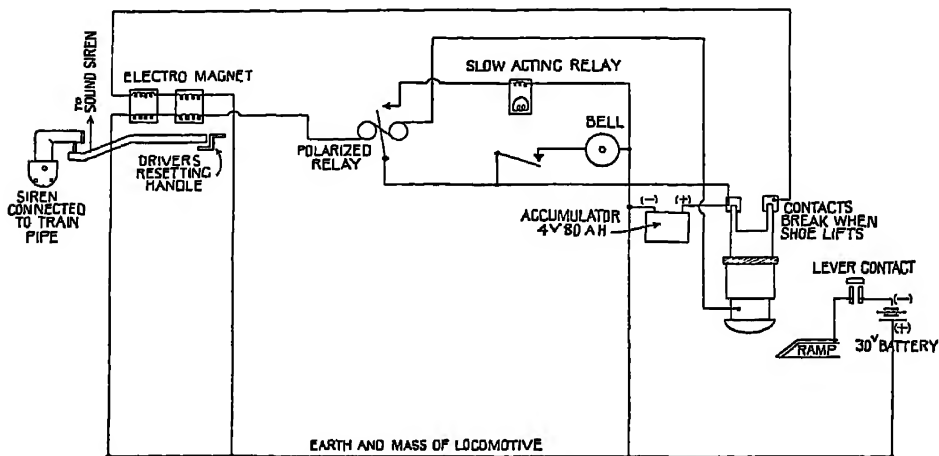 ELECTRO MAGNET
TO
SOUND SIREN
SLOW ACTING RELAY
BELL
POLARIZED
RELAY
DRIVERS
RESETTING
HANDLE
SIREN
CONNECTED
TO TRAIN
PIPE
ACCUMULATOR
4V 80 AH
(-)
(+)
CONTACTS
BREAK WHEN
SHOE LIFTS
LEVER CONTACT
(-)
(+)
RAMP
30V BATTERY
EARTH AND MASS OF LOCOMOTIVE